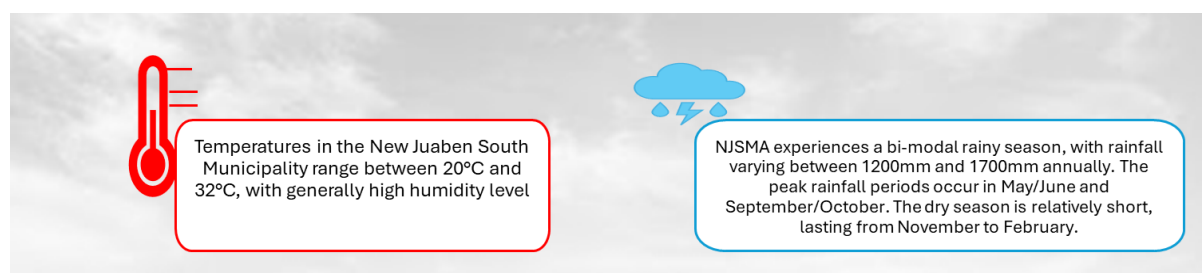 Temperatures in the New Juaben South
Municipality range between 20°C and
32°C, with generally high humidity level
NJSMA experiences a bi-modal rainy season, with rainfall
varying between 1200mm and 1700mm annually. The
peak rainfall periods occur in May/June and
September/October. The dry season is relatively short,
lasting from November to February.